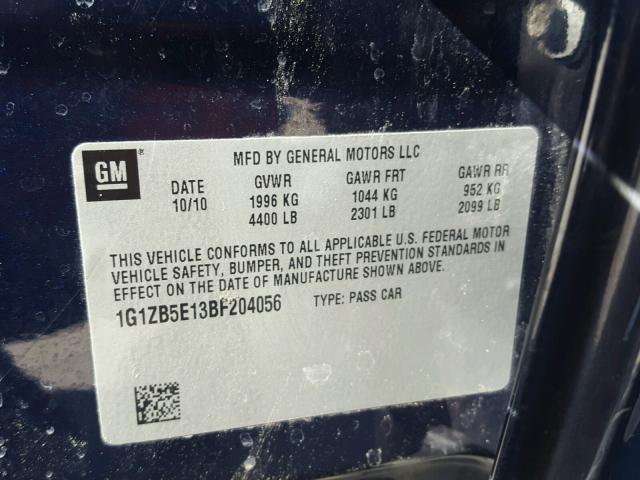 GM ® MFD BY GENERAL MOTORS LLC
DATE GVWR GAWR FRT GAWR RR
10/10 1996 KG 1044 KG 952 KG
4400 LB 2301 LB 2099 LB
THIS VEHICLE CONFORMS TO ALL APPLICABLE U.S. FEDERAL MOTOR
VEHICLE SAFETY, BUMPER, AND THEFT PREVENTION STANDARDS IN
EFFECT ON THE DATE OF MANUFACTURE SHOWN ABOVE.
1G1ZB5E13BF204056 TYPE: PASS CAR